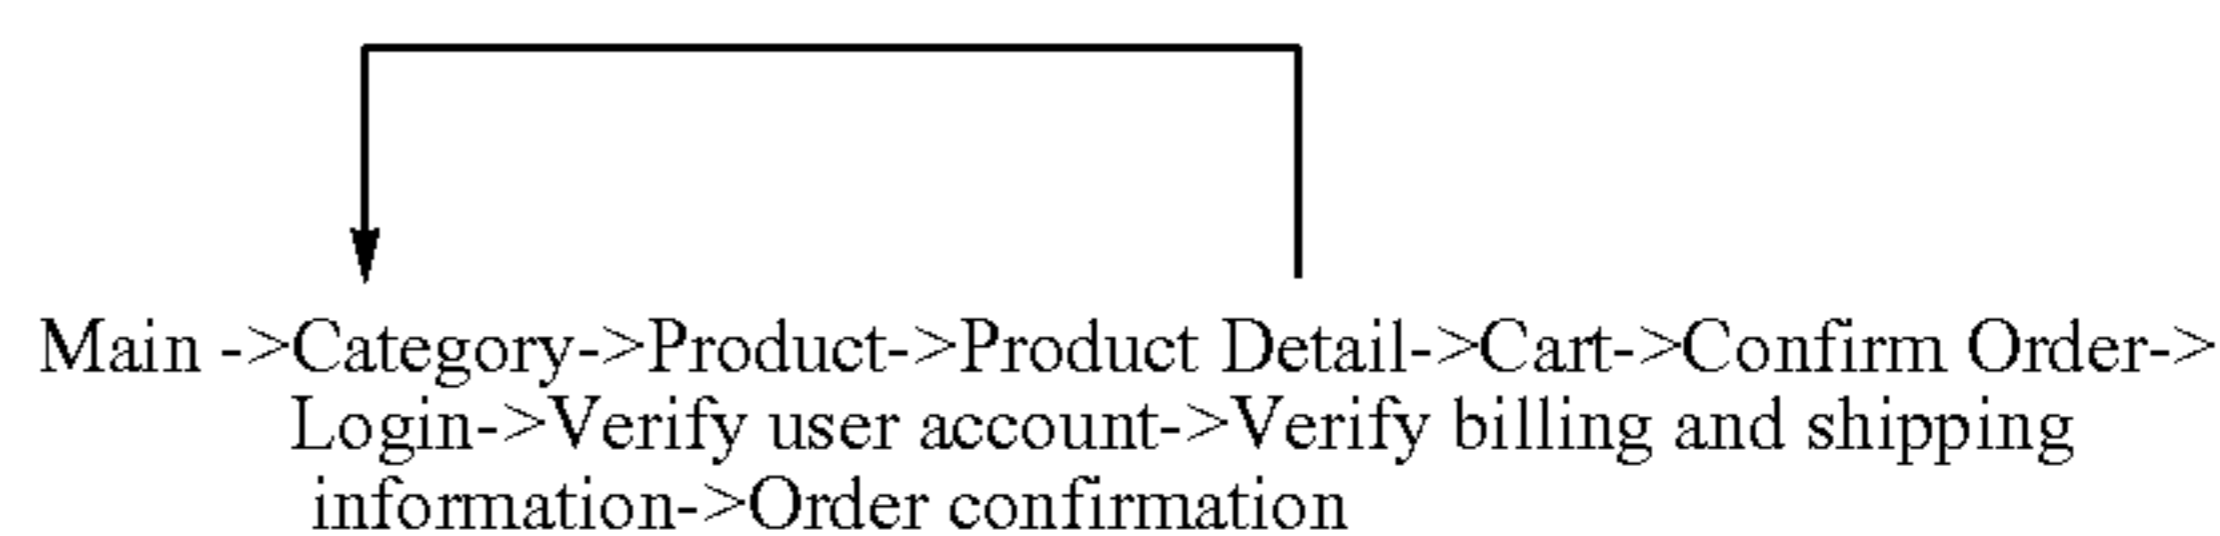 Main ->Category->Product->Product Detail->Cart->Confirm Order->
Login->Verify user account->Verify billing and shipping
information->Order confirmation